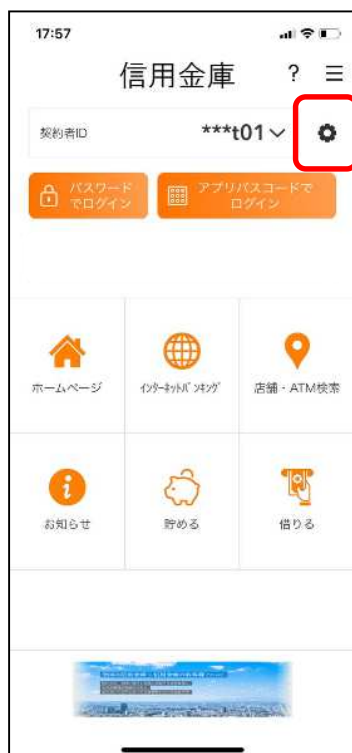 17:57
信用金庫 ? ☰
契約者ID ***t01
パスワード
でログイン
アプリパスコードで
ログイン
ホームページ
インターネットバンキング
店舗・ATM検索
お知らせ
貯める
借りる